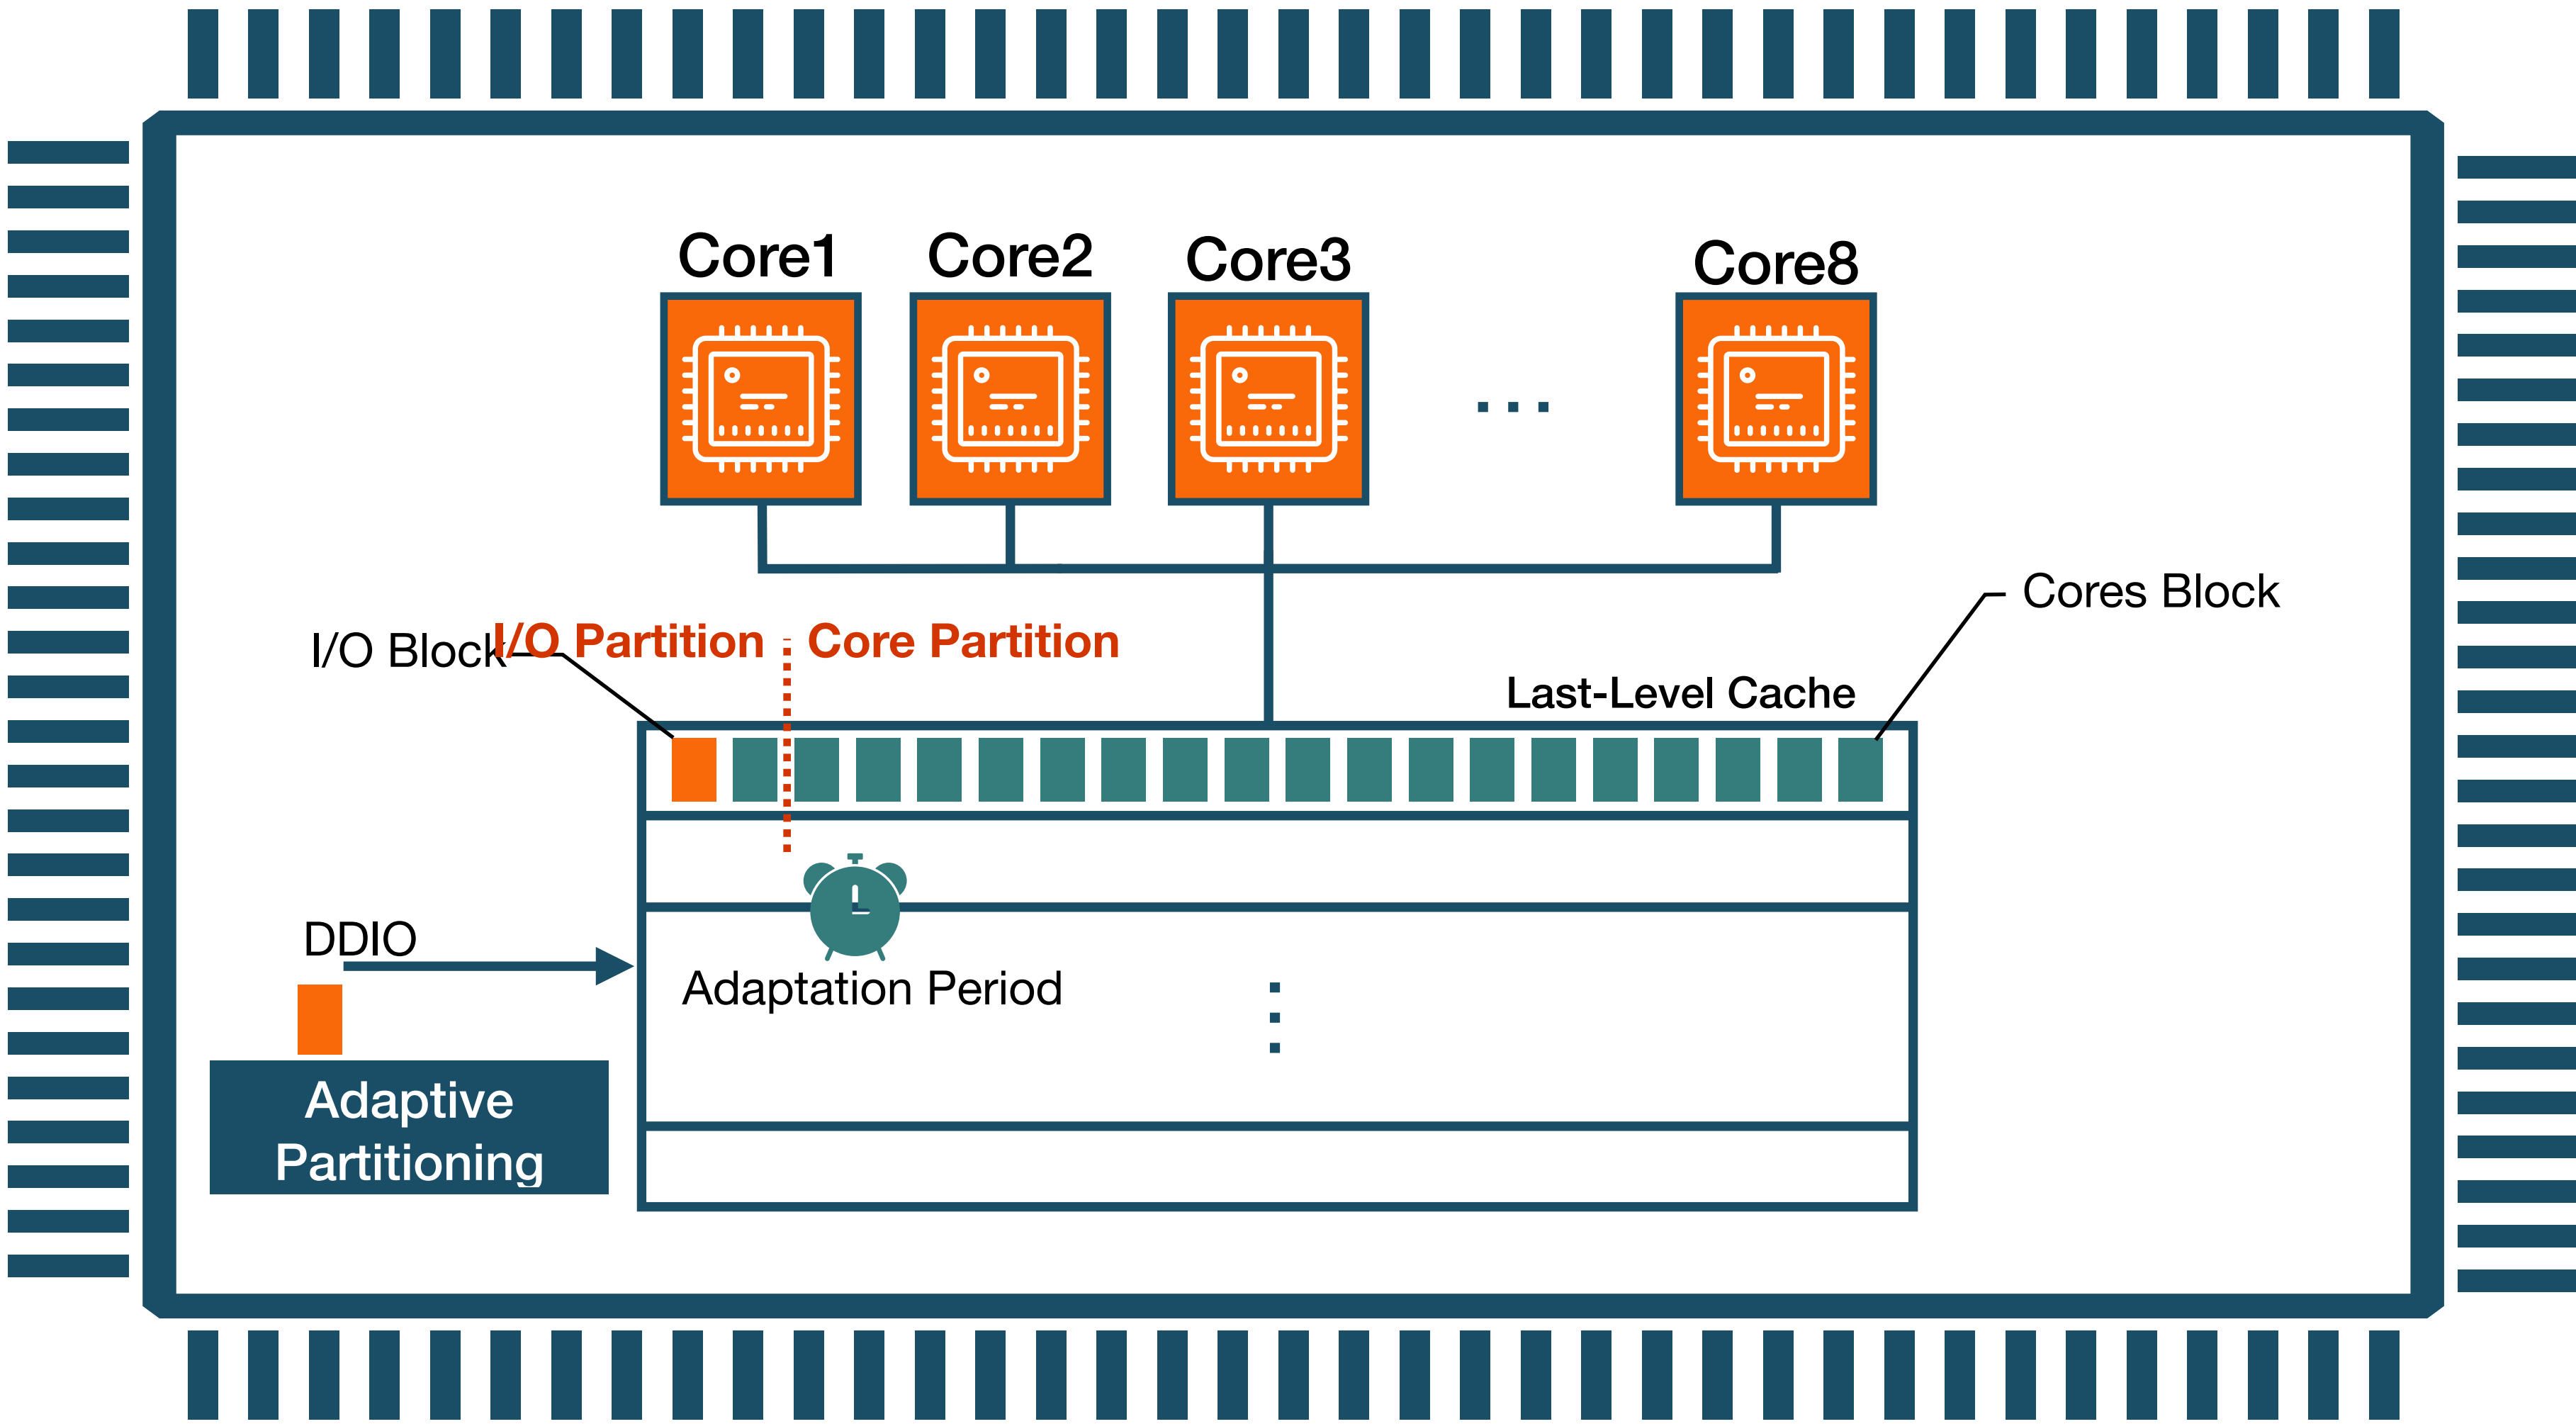 Core1
Core2
Core3
Core8
Cores Block
I/O Block
I/O Partition
Core Partition
Last-Level Cache
DDIO
Adaptation Period
Adaptive
Partitioning